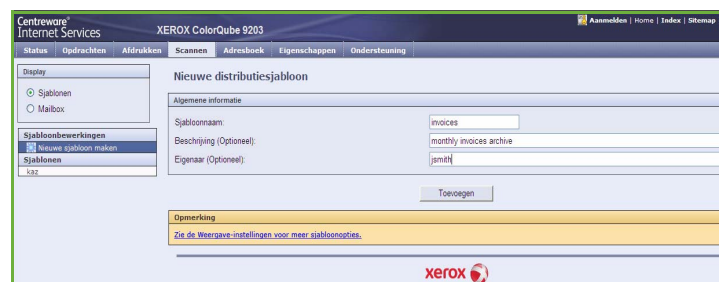 Centreware®
Internet Services
XEROX ColorQube 9203
Aanmelden | Home | Index | Sitemap
Status Opdrachten Afdrukken Scannen Adresboek Eigenschappen Ondersteuning
Display
Sjablonen
Mailbox
Sjabloonbewerkingen
Nieuwe sjabloon maken
Sjablonen
kaz
Nieuwe distributiesjabloon
Algemene informatie
Sjabloonnaam: invoices
Beschrijving (Optioneel): monthly invoices archive
Eigenaar (Optioneel): jsmith
Toevoegen
Opmerking
Zie de Weergave-instellingen voor meer sjabloonopties.
xerox